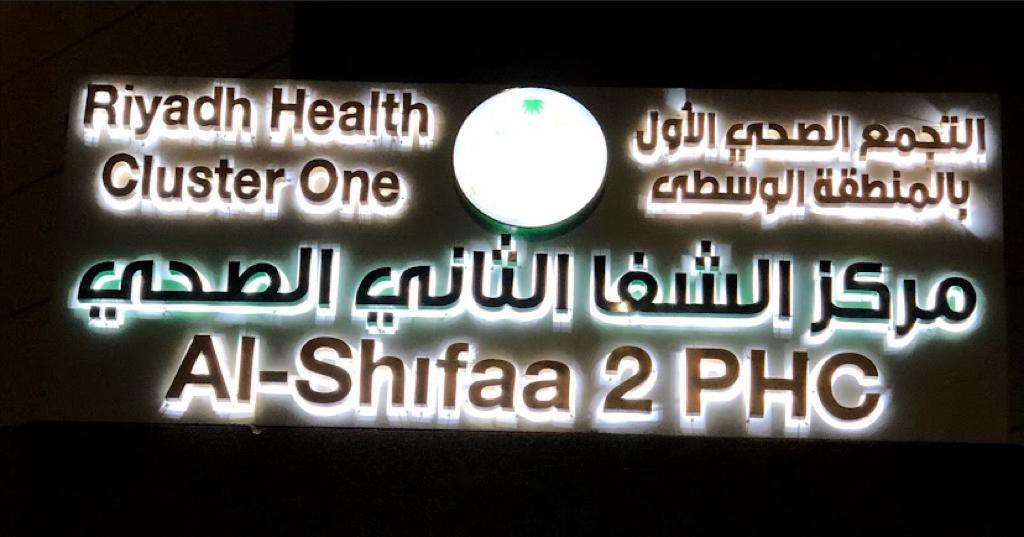 Riyadh Health
Cluster One
التجمع الصحي الأول
بالمنطقة الوسطى
مركز الشفا الثاني الصحي
Al-Shifaa 2 PHC